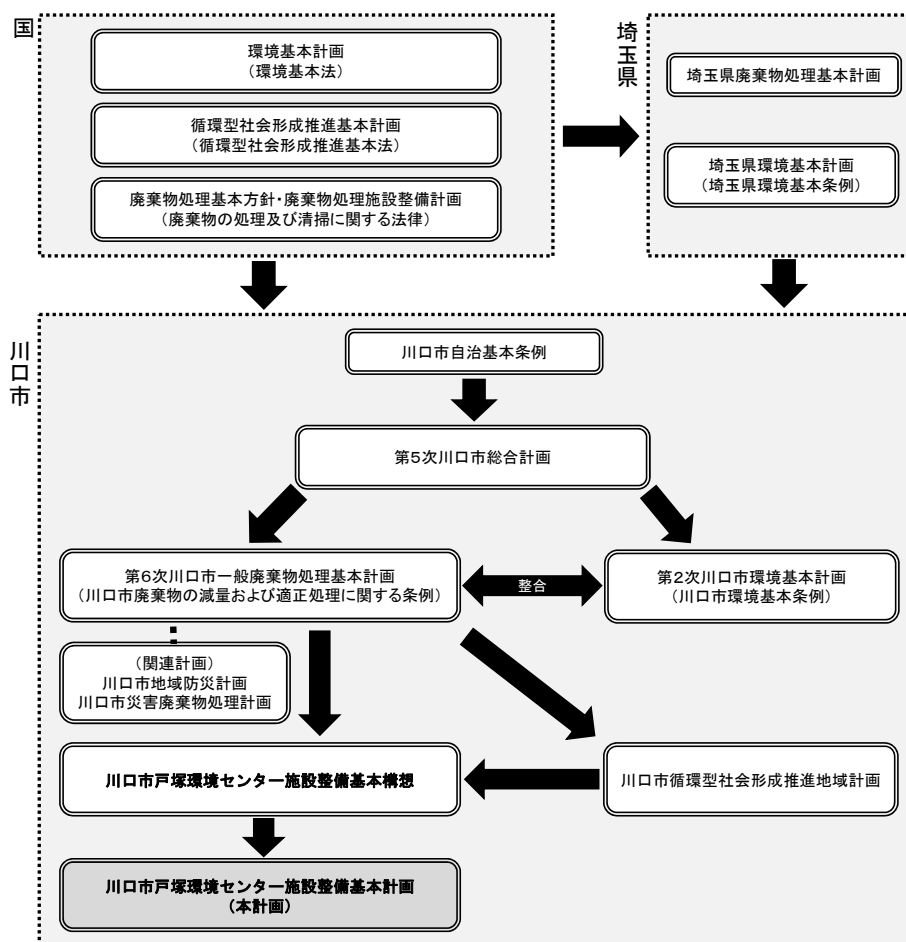 国
環境基本計画
(環境基本法)
循環型社会形成推進基本計画
(循環型社会形成推進基本法)
廃棄物処理基本方針・廃棄物処理施設整備計画
(廃棄物の処理及び清掃に関する法律)
埼玉県
埼玉県廃棄物処理基本計画
埼玉県環境基本計画
(埼玉県環境基本条例)
川口市
川口市自治基本条例
第5次川口市総合計画
第6次川口市一般廃棄物処理基本計画
(川口市廃棄物の減量および適正処理に関する条例)
整合
第2次川口市環境基本計画
(川口市環境基本条例)
(関連計画)
川口市地域防災計画
川口市災害廃棄物処理計画
川口市戸塚環境センター施設整備基本構想
川口市循環型社会形成推進地域計画
川口市戸塚環境センター施設整備基本計画
(本計画)